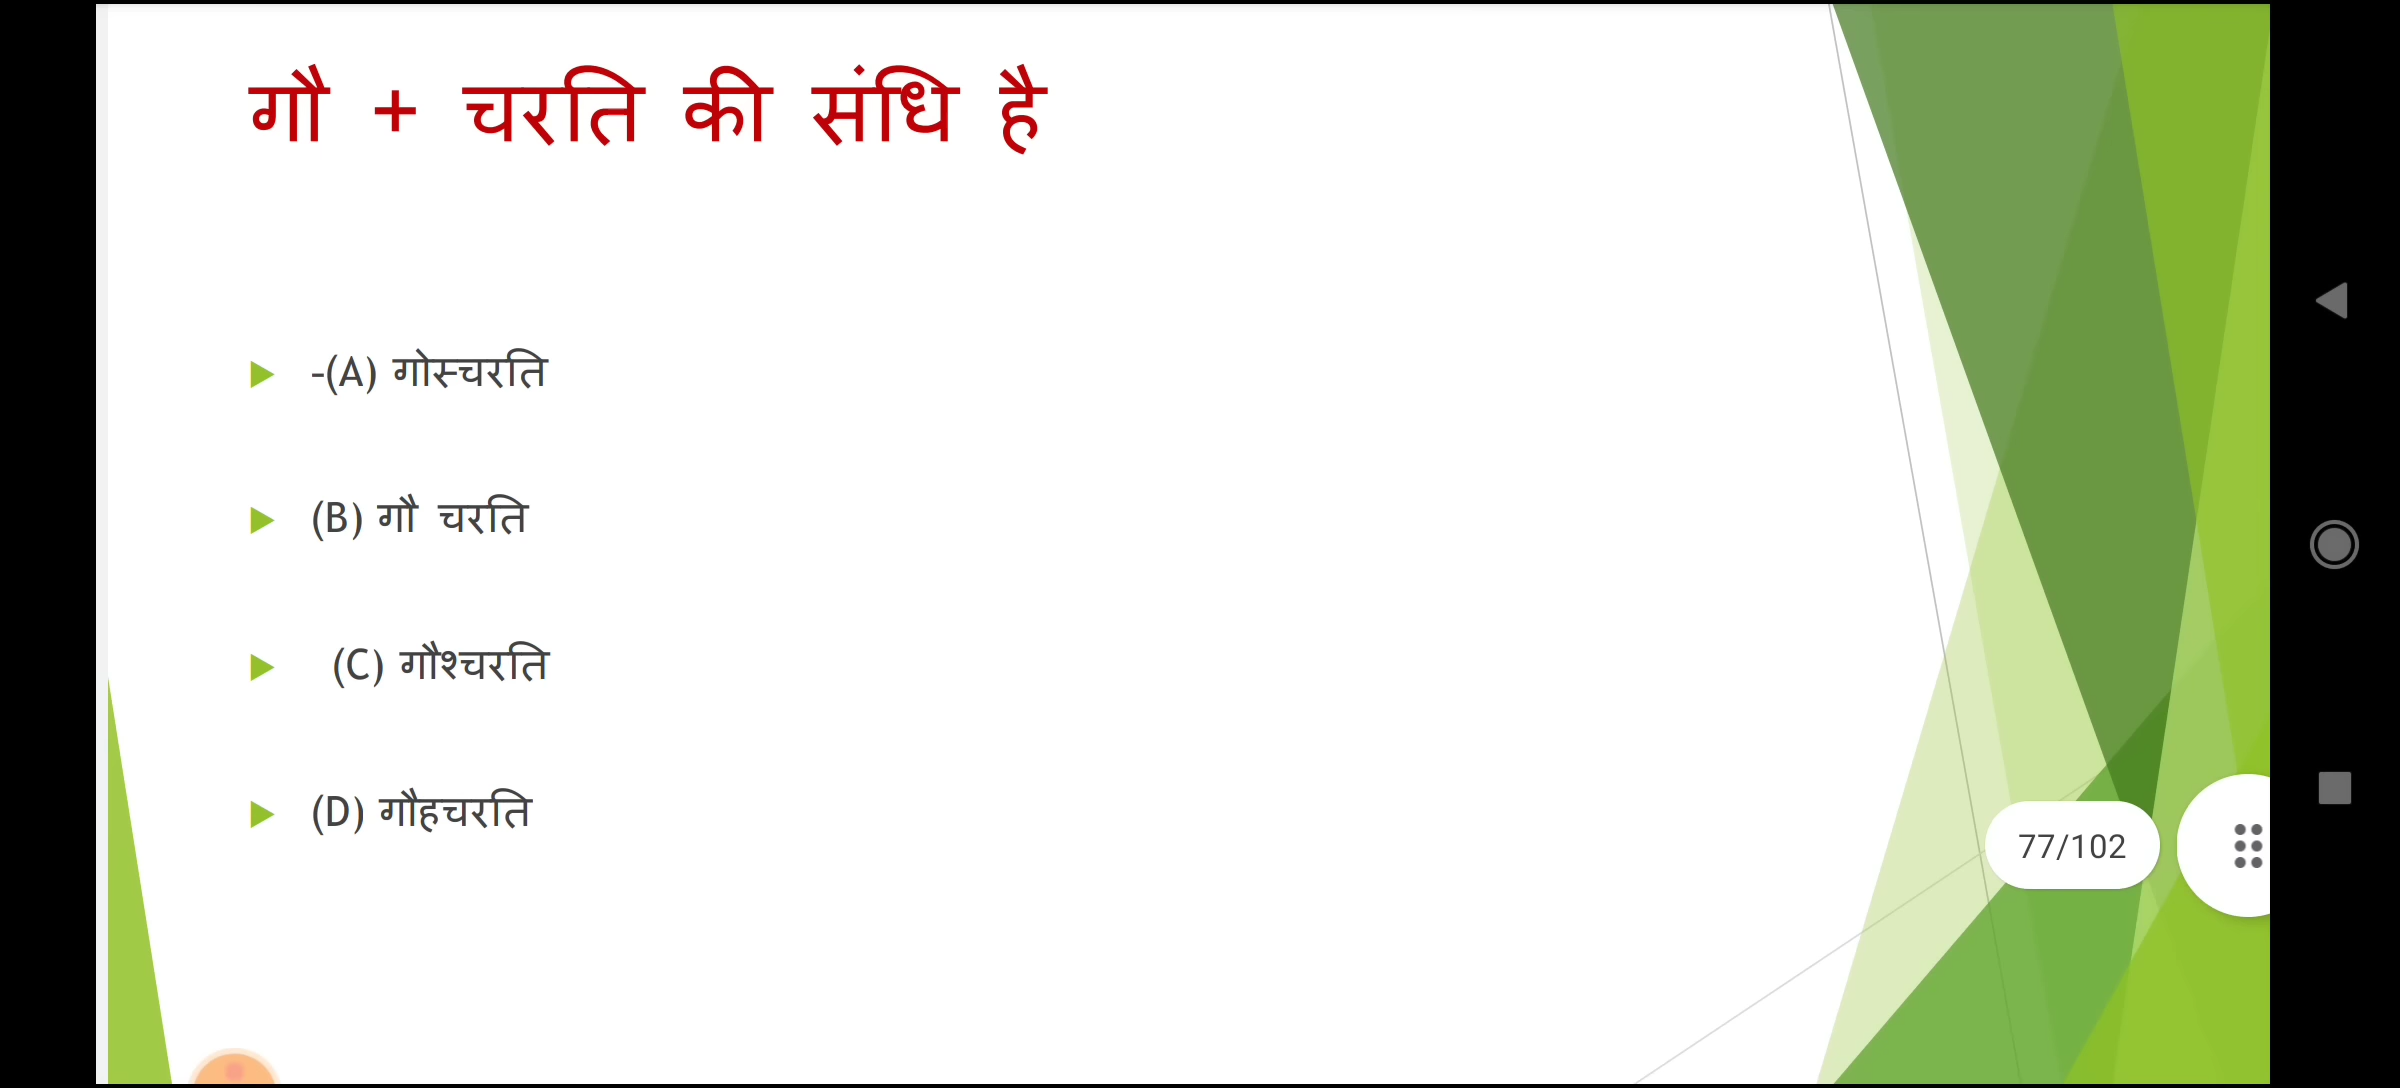 गौ + चरति की संधि है
-(A) गोस्चरति
(B) गौ चरति
(C) गौश्चरति
(D) गौहचरति
77/102